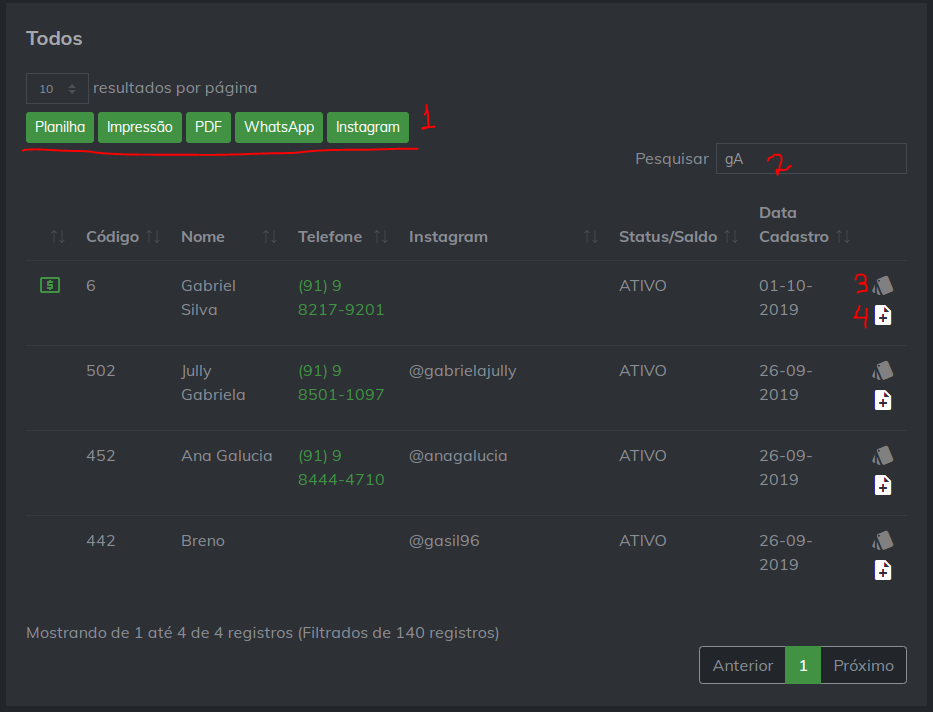 Todos
10 resultados por página
Planilha Impressão PDF WhatsApp Instagram 1
Pesquisar gA 2
Data
Código Nome Telefone Instagram Status/Saldo Cadastro
6 Gabriel (91) 9 ATIVO 01-10- 3
Silva 8217-9201 2019 4
502 Jully (91) 9 @gabrielajully ATIVO 26-09-
Gabriela 8501-1097 2019
452 Ana Galucia (91) 9 @anagalucia ATIVO 26-09-
8444-4710 2019
442 Breno @gasil96 ATIVO 26-09-
2019
Mostrando de 1 até 4 de 4 registros (Filtrados de 140 registros)
Anterior 1 Próximo